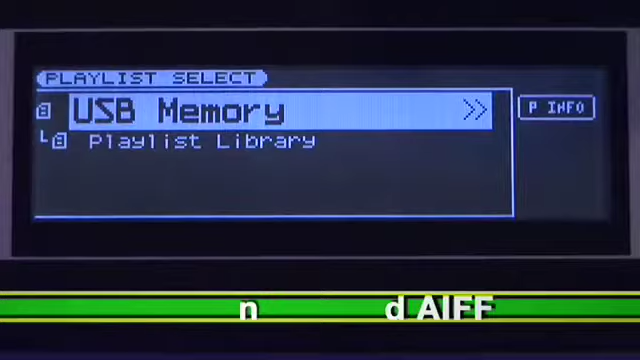 PLAYLIST SELECT
USB Memory >>
P INFO
Playlist Library
n d AIFF